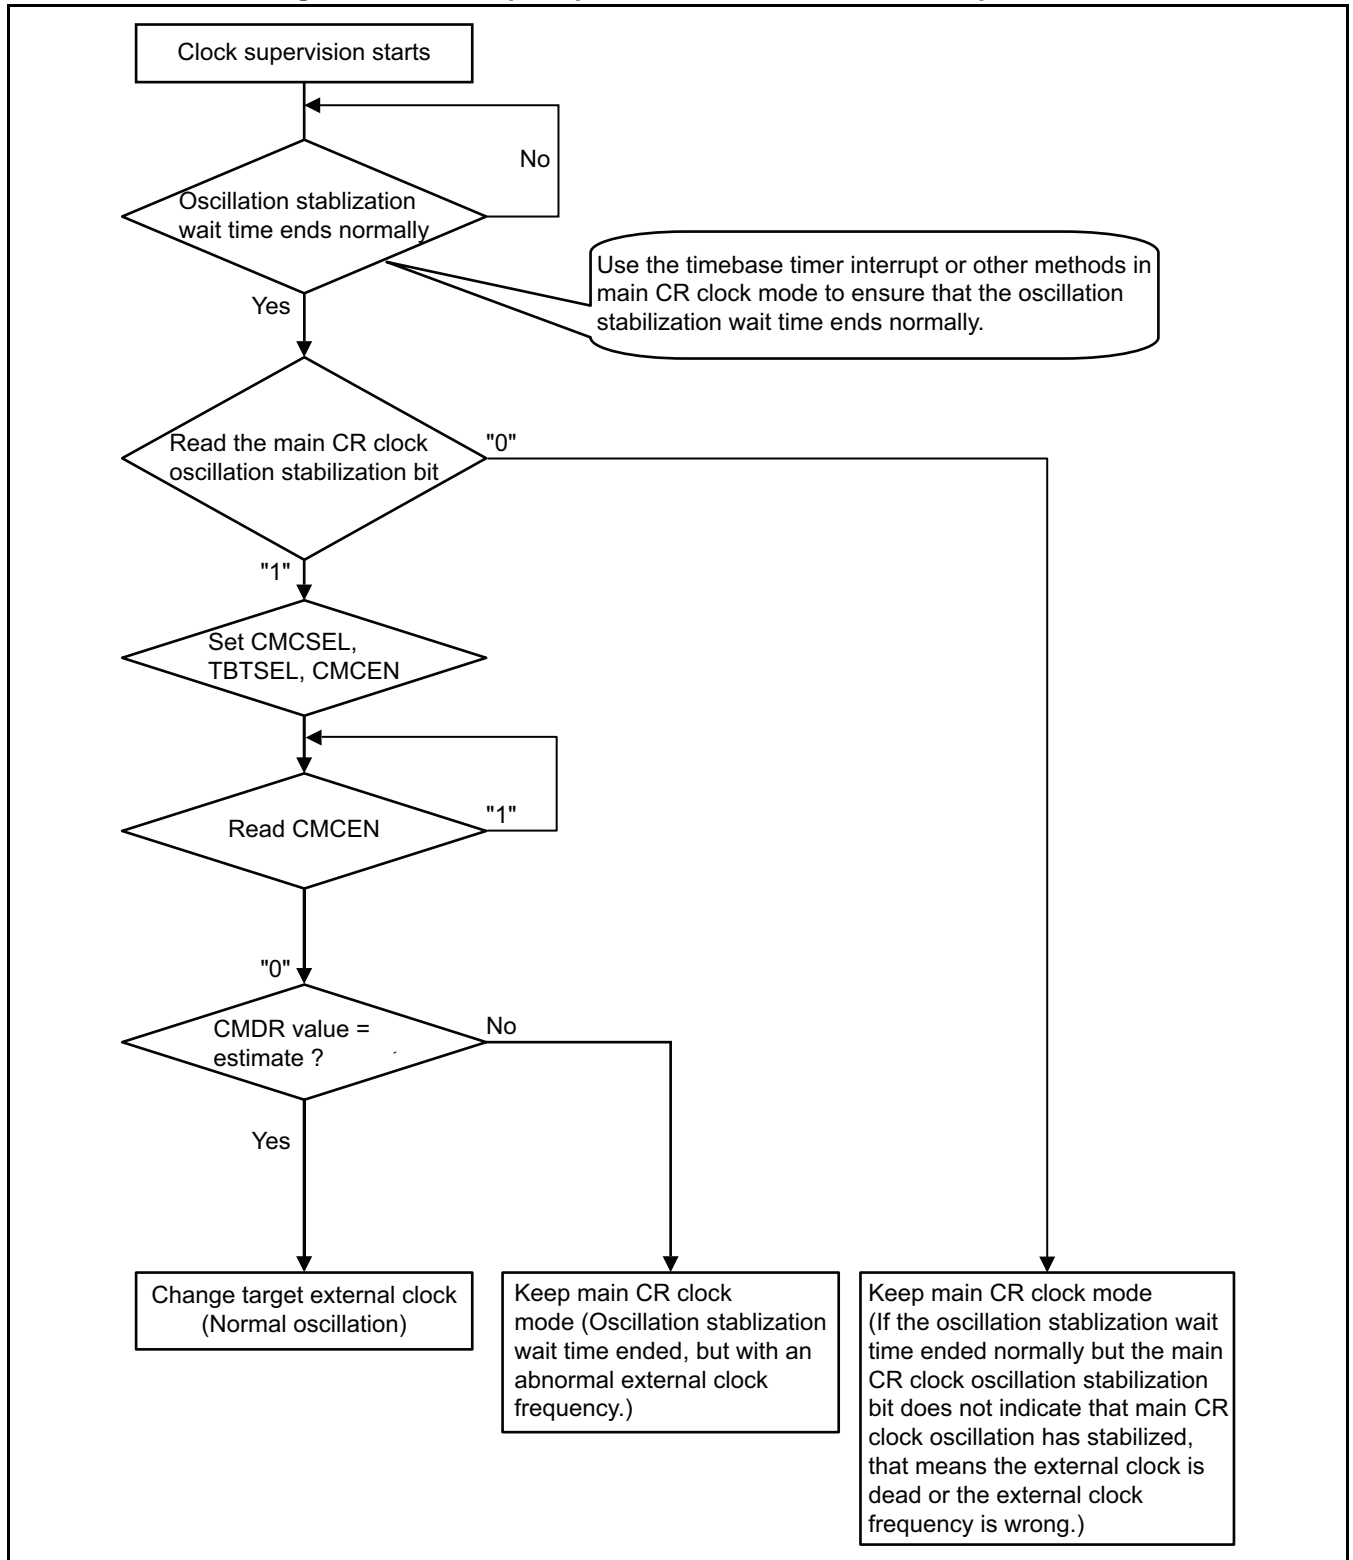 Clock supervision starts
No
Oscillation stablization
wait time ends normally
Use the timebase timer interrupt or other methods in
main CR clock mode to ensure that the oscillation
stabilization wait time ends normally.
Yes
Read the main CR clock
oscillation stabilization bit
"0"
"1"
Set CMCSEL,
TBTSEL, CMCEN
Read CMCEN
"1"
"0"
CMDR value =
estimate ?
No
Yes
Change target external clock
(Normal oscillation)
Keep main CR clock
mode (Oscillation stablization
wait time ended, but with an
abnormal external clock
frequency.)
Keep main CR clock mode
(If the oscillation stablization wait
time ended normally but the main
CR clock oscillation stabilization
bit does not indicate that main CR
clock oscillation has stabilized,
that means the external clock is
dead or the external clock
frequency is wrong.)